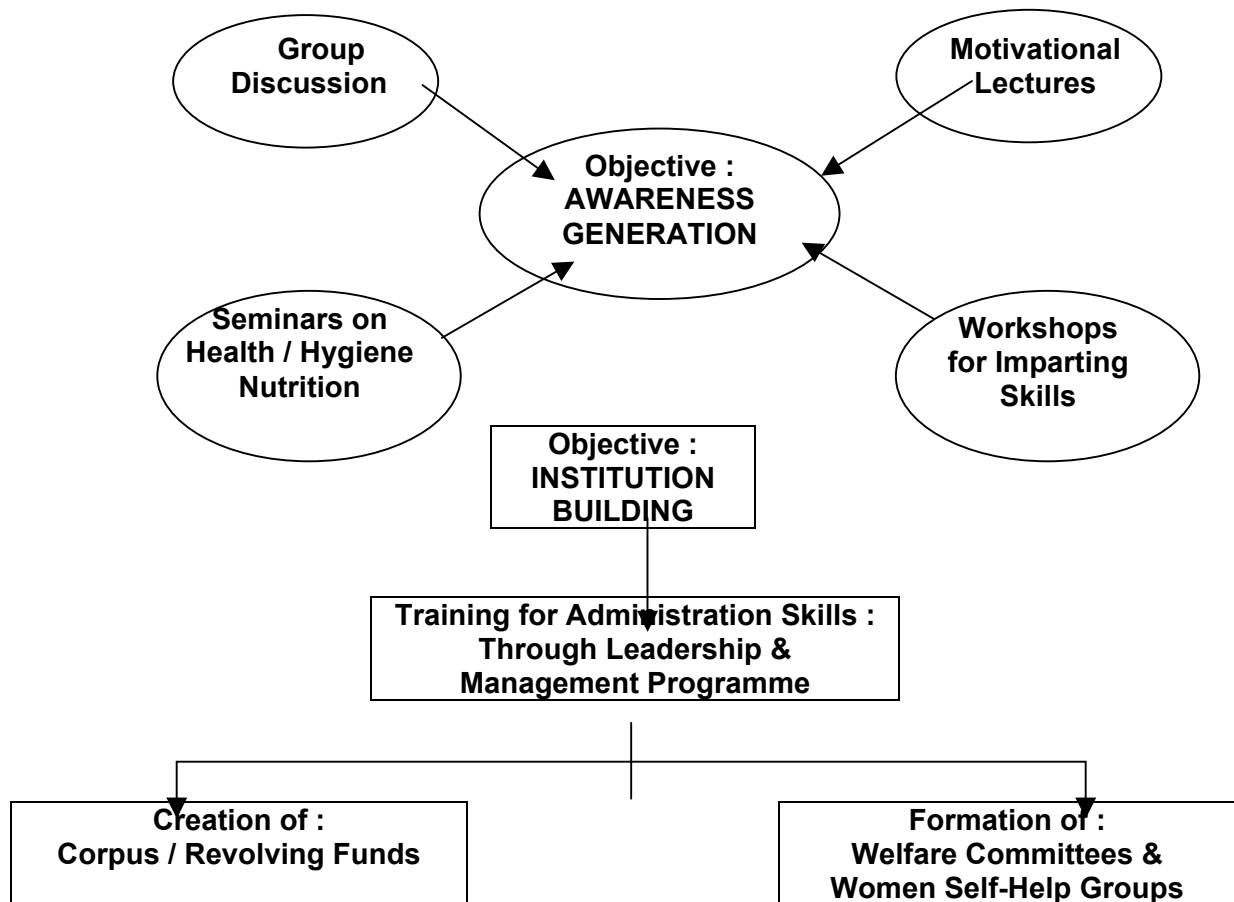 Group
Discussion
Motivational
Lectures
Objective :
AWARENESS
GENERATION
Seminars on
Health / Hygiene
Nutrition
Workshops
for Imparting
Skills
Objective :
INSTITUTION
BUILDING
Training for Administration Skills :
Through Leadership &
Management Programme
Creation of :
Corpus / Revolving Funds
Formation of :
Welfare Committees &
Women Self-Help Groups